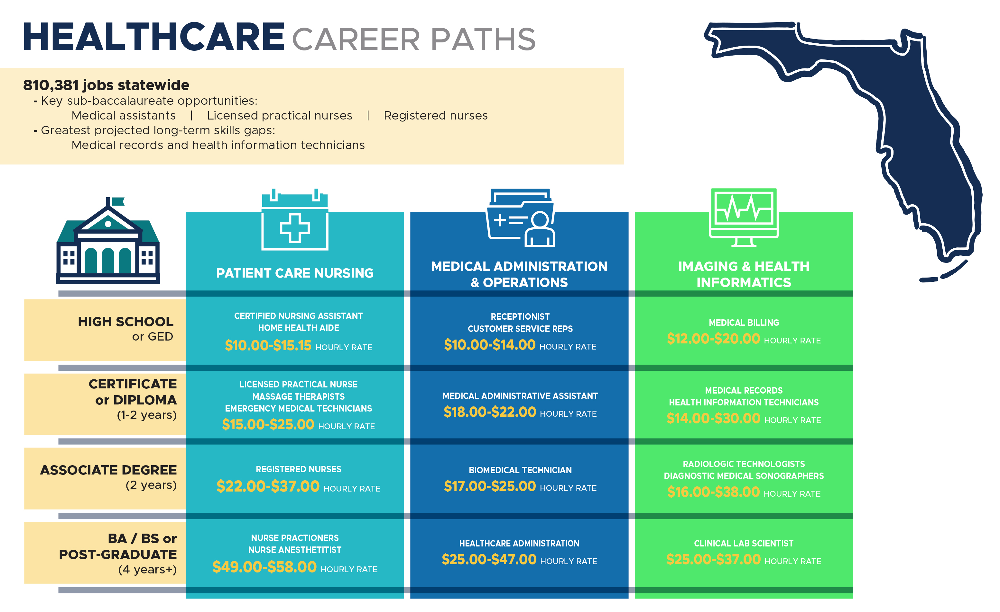 HEALTHCARE CAREER PATHS
810,381 jobs statewide
- Key sub-baccalaureate opportunities:
Medical assistants | Licensed practical nurses | Registered nurses
- Greatest projected long-term skills gaps:
Medical records and health information technicians
PATIENT CARE NURSING
MEDICAL ADMINISTRATION
& OPERATIONS
IMAGING & HEALTH
INFORMATICS
HIGH SCHOOL
or GED
CERTIFIED NURSING ASSISTANT
HOME HEALTH AIDE
$10.00-$15.15 HOURLY RATE
RECEPTIONIST
CUSTOMER SERVICE REPS
$10.00-$14.00 HOURLY RATE
MEDICAL BILLING
$12.00-$20.00 HOURLY RATE
CERTIFICATE
or DIPLOMA
(1-2 years)
LICENSED PRACTICAL NURSE
MASSAGE THERAPISTS
EMERGENCY MEDICAL TECHNICIANS
$15.00-$25.00 HOURLY RATE
MEDICAL ADMINISTRATIVE ASSISTANT
$18.00-$22.00 HOURLY RATE
MEDICAL RECORDS
HEALTH INFORMATION TECHNICIANS
$14.00-$30.00 HOURLY RATE
ASSOCIATE DEGREE
(2 years)
REGISTERED NURSES
$22.00-$37.00 HOURLY RATE
BIOMEDICAL TECHNICIAN
$17.00-$25.00 HOURLY RATE
RADIOLOGIC TECHNOLOGISTS
DIAGNOSTIC MEDICAL SONOGRAPHERS
$16.00-$38.00 HOURLY RATE
BA / BS or
POST-GRADUATE
(4 years+)
NURSE PRACTIONERS
NURSE ANESTHETITIST
$49.00-$58.00 HOURLY RATE
HEALTHCARE ADMINISTRATION
$25.00-$47.00 HOURLY RATE
CLINICAL LAB SCIENTIST
$25.00-$37.00 HOURLY RATE